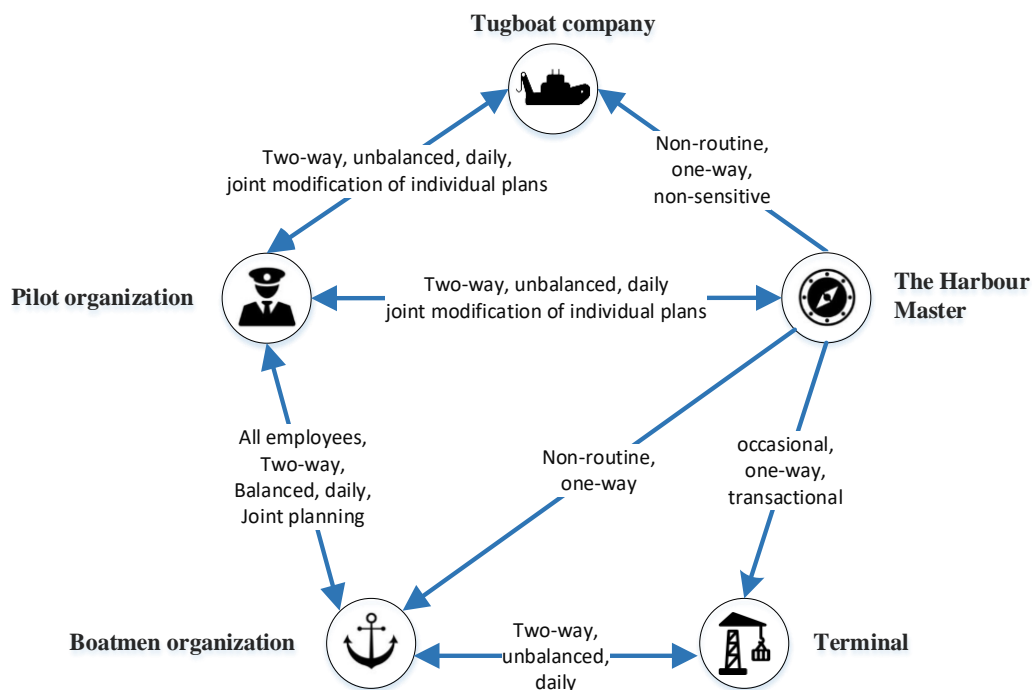 Tugboat company
Two-way, unbalanced, daily,
joint modification of individual plans
Non-routine,
one-way,
non-sensitive
Pilot organization
Two-way, unbalanced, daily
joint modification of individual plans
The Harbour
Master
All employees,
Two-way,
Balanced, daily,
Joint planning
Non-routine,
one-way
occasional,
one-way,
transactional
Boatmen organization
Two-way,
unbalanced,
daily
Terminal